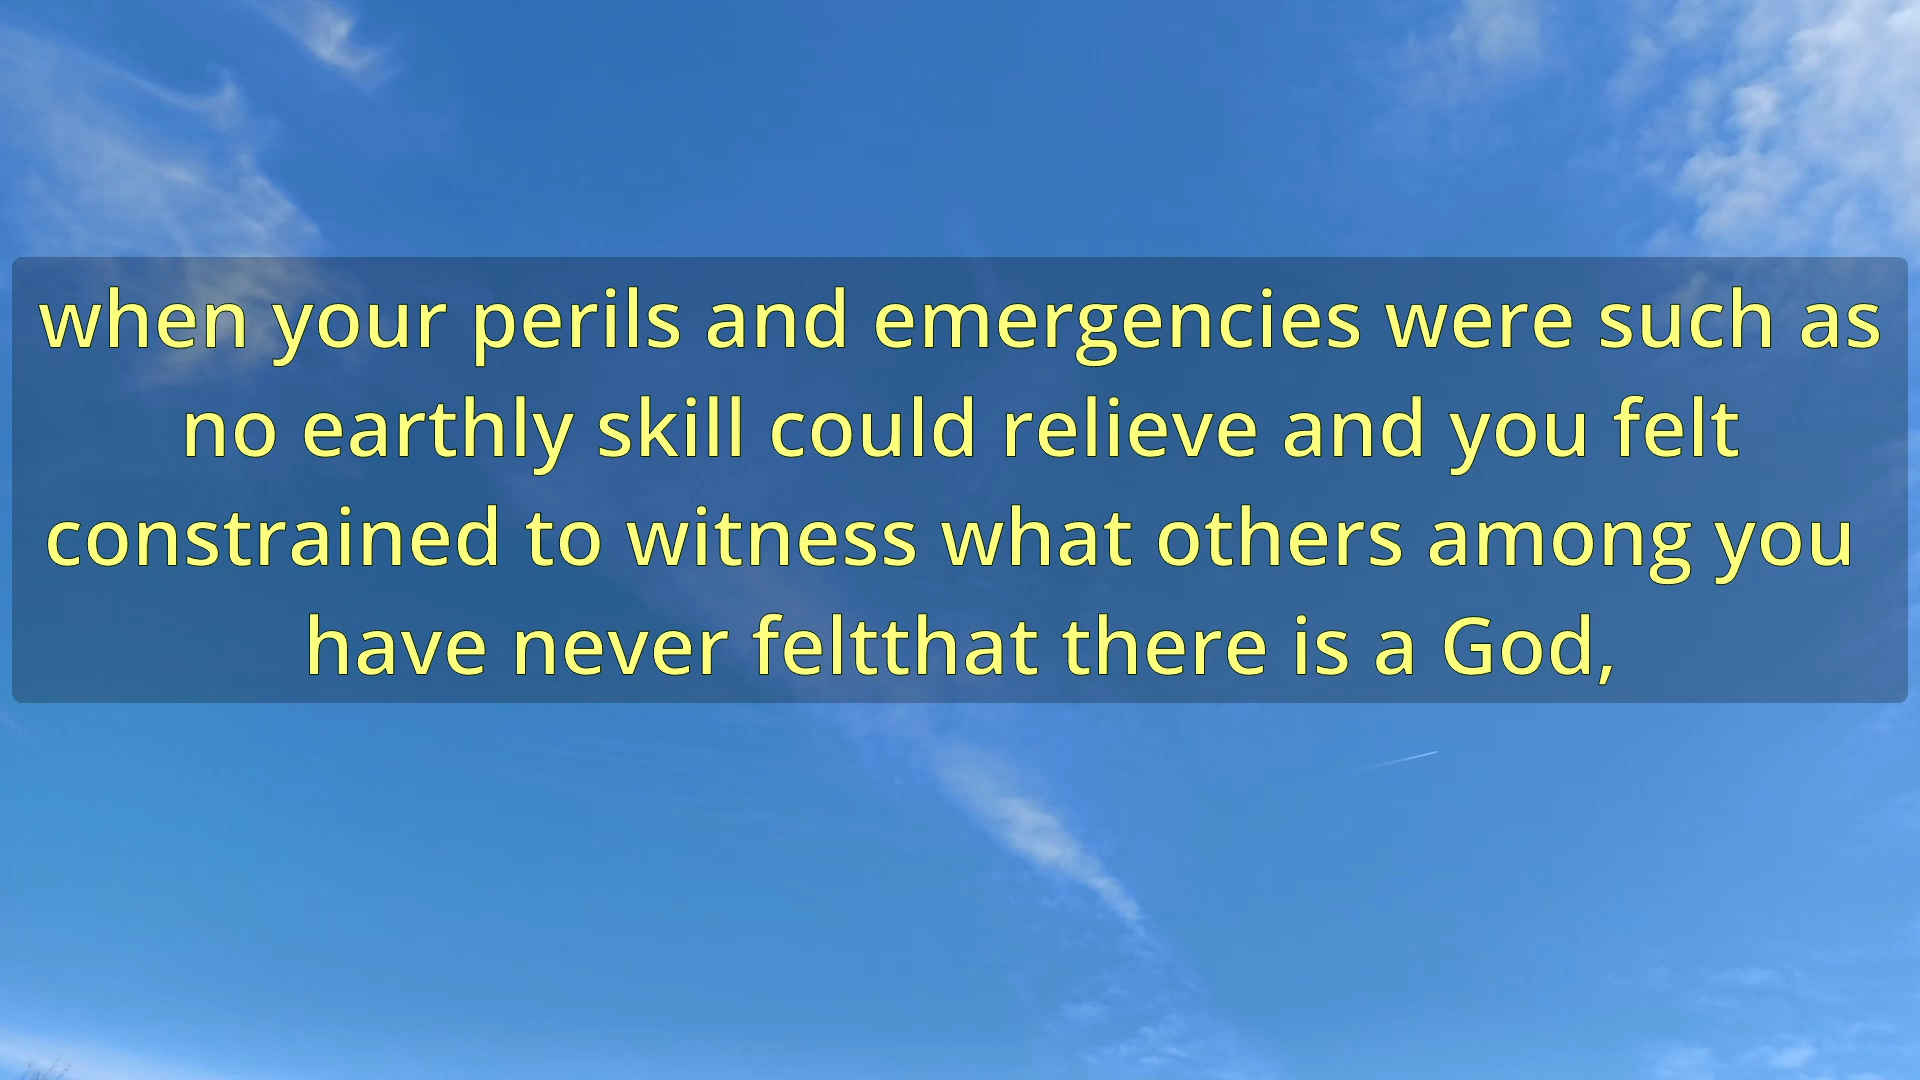 when your perils and emergencies were such as
no earthly skill could relieve and you felt
constrained to witness what others among you
have never feltthat there is a God,